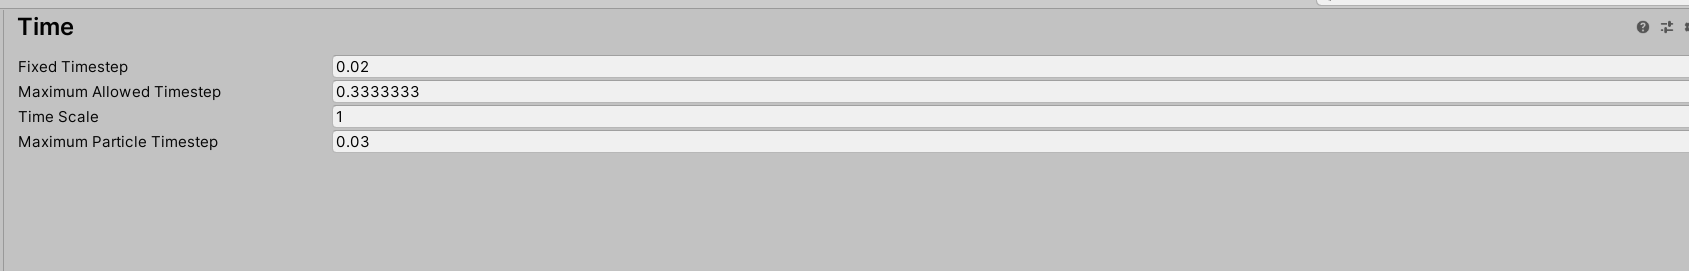 Time
Fixed Timestep 0.02
Maximum Allowed Timestep 0.3333333
Time Scale 1
Maximum Particle Timestep 0.03